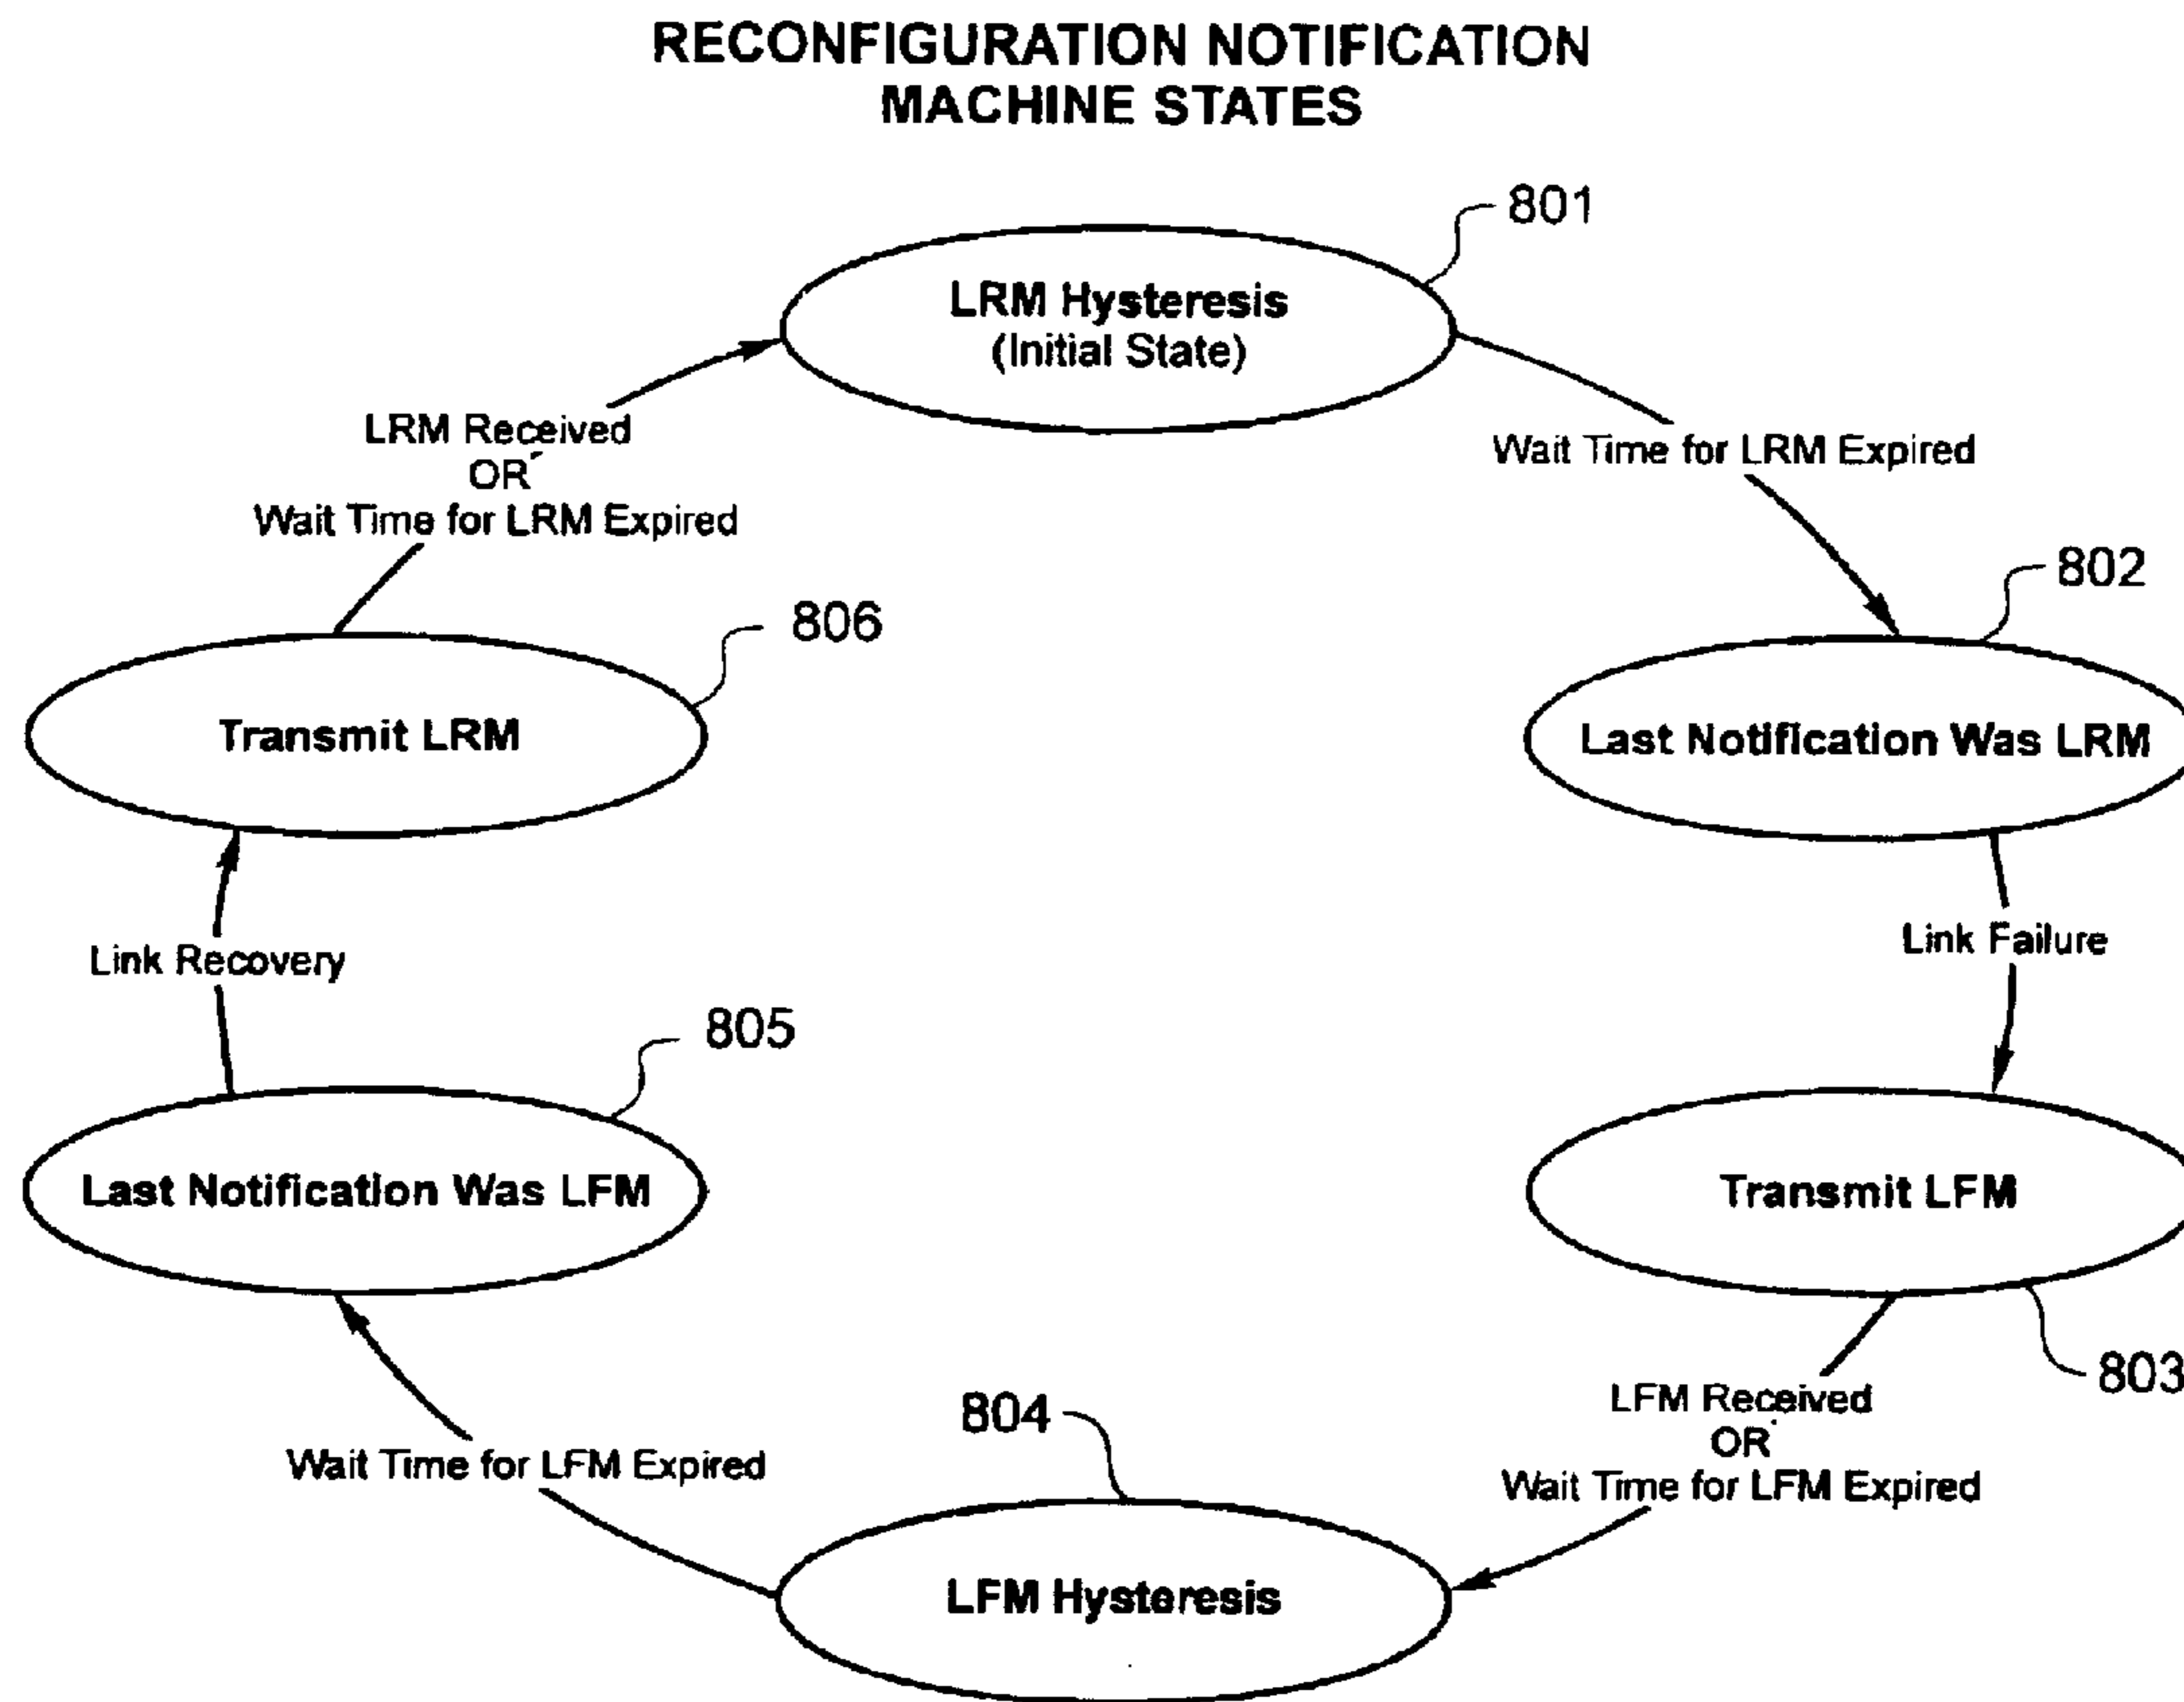 RECONFIGURATION NOTIFICATION
MACHINE STATES
801
LRM Hysteresis
(Initial State)
LRM Received
OR
Wait Time for LRM Expired
Wait Time for LRM Expired
802
806
Transmit LRM
Last Notification Was LRM
Link Recovery
Link Failure
805
Last Notification Was LFM
Transmit LFM
803
LFM Received
OR
Wait Time for LFM Expired
804
Wait Time for LFM Expired
LFM Hysteresis